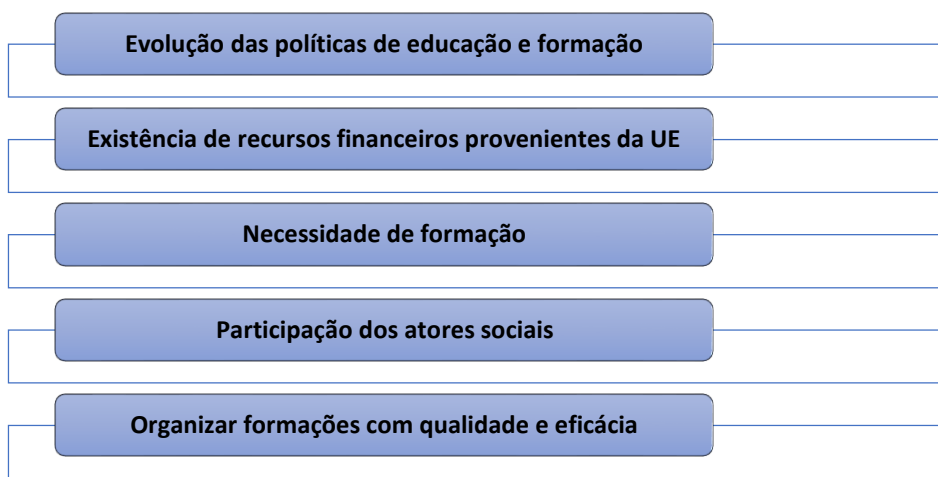 Evolução das políticas de educação e formação
Existência de recursos financeiros provenientes da UE
Necessidade de formação
Participação dos atores sociais
Organizar formações com qualidade e eficácia